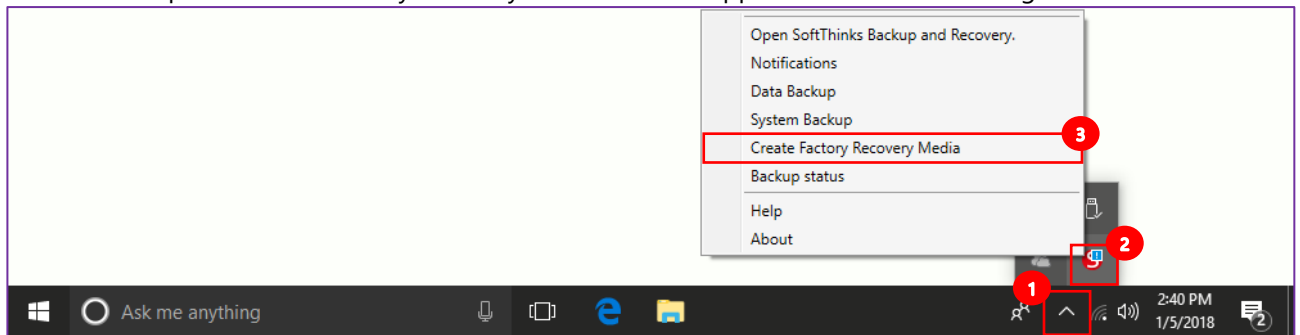 Open SoftThinks Backup and Recovery.
Notifications
Data Backup
System Backup
3
Create Factory Recovery Media
Backup status
Help
About
2
1
Ask me anything
2:40 PM
1/5/2018
2